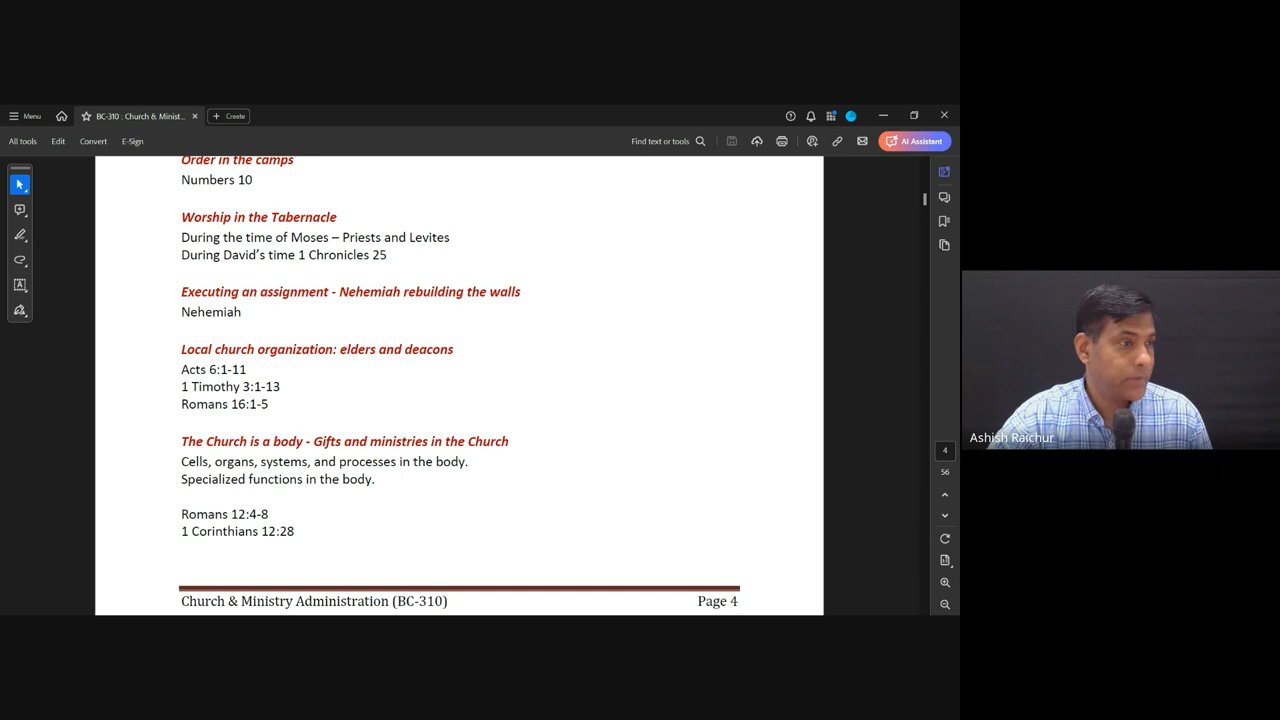 Menu
BC-310 : Church & Minist...
Create
All tools
Edit
Convert
E-Sign
Find text or tools
AI Assistant
Order in the camps
Numbers 10
Worship in the Tabernacle
During the time of Moses – Priests and Levites
During David's time 1 Chronicles 25
Executing an assignment - Nehemiah rebuilding the walls
Nehemiah
Local church organization: elders and deacons
Acts 6:1-11
1 Timothy 3:1-13
Romans 16:1-5
The Church is a body - Gifts and ministries in the Church
Cells, organs, systems, and processes in the body.
Specialized functions in the body.
Romans 12:4-8
1 Corinthians 12:28
Church & Ministry Administration (BC-310)
Page 4
4
56
Ashish Raichur